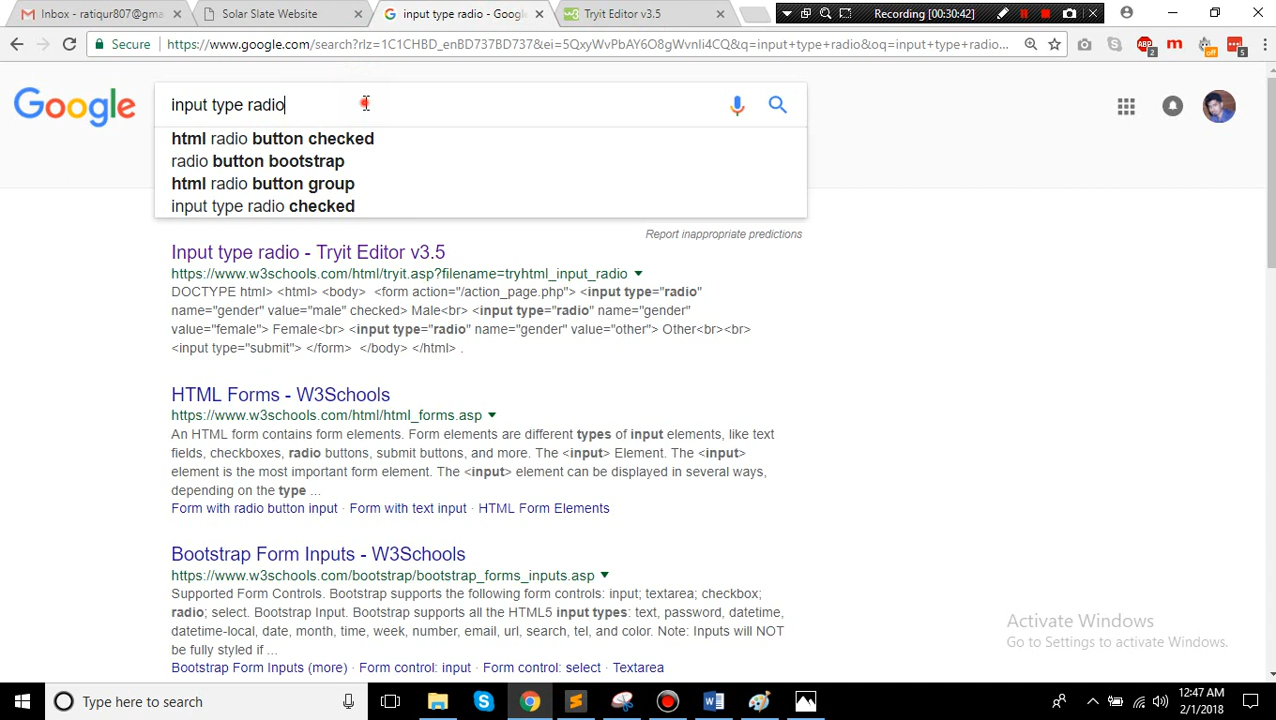 Inbox - ratiqur807@gma
Solar Slate Website
input type radio - Google
Tryit Editor v3.5
Recording [00:30:42]
Secure
https://www.google.com/search?rlz=1C1CHBD_enBD737BD737&ei=5QxyWvPbAY6O8gWvnIi4CQ&q=input+type+radio&oq=input+type+radio...
Google
input type radio
html radio button checked
radio button bootstrap
html radio button group
input type radio checked
Report inappropriate predictions
Input type radio - Tryit Editor v3.5
https://www.w3schools.com/html/tryit.asp?filename=tryhtml_input_radio
DOCTYPE html> <html> <body> <form action="/action_page.php"> <input type="radio"
name="gender" value="male" checked> Male<br> <input type="radio" name="gender"
value="female"> Female<br> <input type="radio" name="gender" value="other"> Other<br><br>
<input type="submit"> </form> </body> </html> .
HTML Forms - W3Schools
https://www.w3schools.com/html/html_forms.asp
An HTML form contains form elements. Form elements are different types of input elements, like text
fields, checkboxes, radio buttons, submit buttons, and more. The <input> Element. The <input>
element is the most important form element. The <input> element can be displayed in several ways,
depending on the type ...
Form with radio button input · Form with text input · HTML Form Elements
Bootstrap Form Inputs - W3Schools
https://www.w3schools.com/bootstrap/bootstrap_forms_inputs.asp
Supported Form Controls. Bootstrap supports the following form controls: input; textarea; checkbox;
radio; select. Bootstrap Input. Bootstrap supports all the HTML5 input types: text, password, datetime,
datetime-local, date, month, time, week, number, email, url, search, tel, and color. Note: Inputs will NOT
be fully styled if ...
Bootstrap Form Inputs (more) · Form control: input · Form control: select · Textarea
Activate Windows
Go to Settings to activate Windows.
Type here to search
12:47 AM
2/1/2018